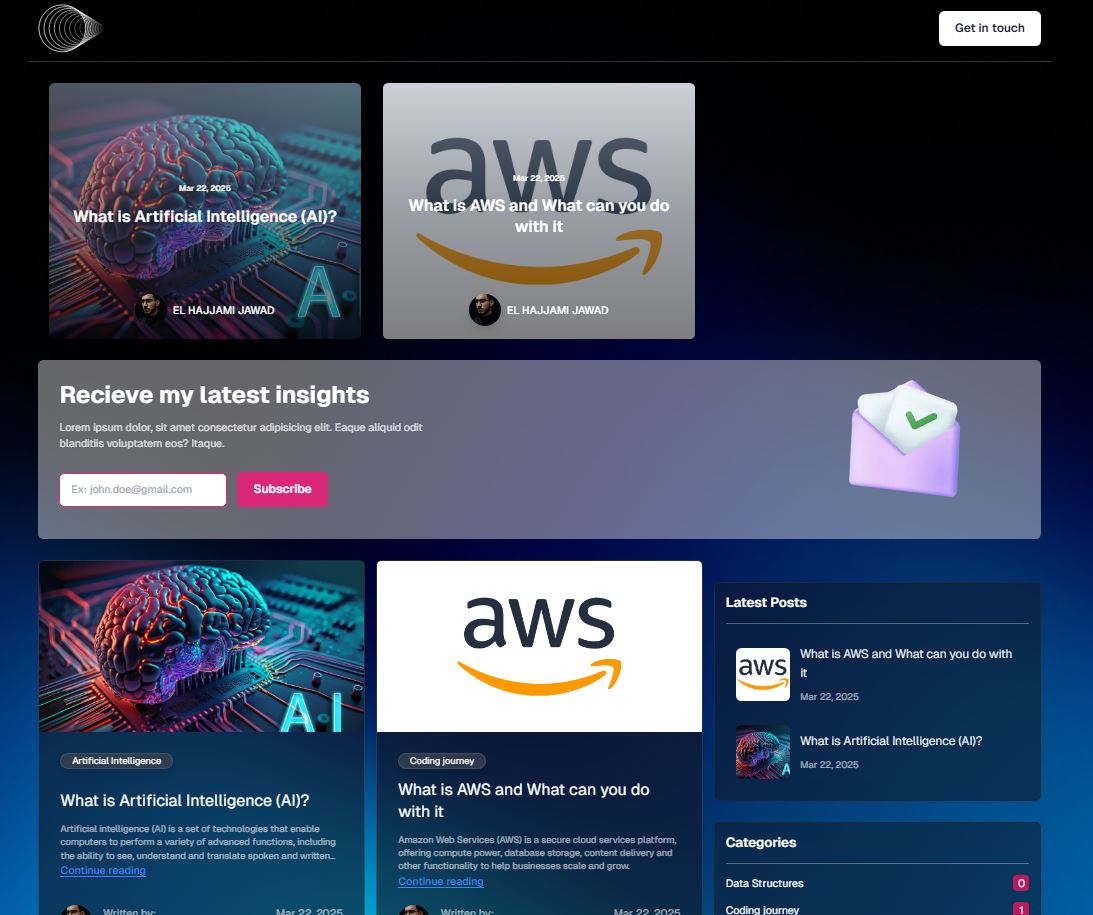 Get in touch
Mar 22, 2025
What is Artificial Intelligence (AI)?
A
EL HAJJAMI JAWAD
aws
Mar 22, 2025
What is AWS and What can you do
with it
EL HAJJAMI JAWAD
Recieve my latest insights
Lorem ipsum dolor, sit amet consectetur adipisicing elit. Eaque aliquid odit
blanditiis voluptatem eos? Itaque.
Ex: john.doe@gmail.com
Subscribe
AI
Artificial Intelligence
What is Artificial Intelligence (AI)?
Artificial intelligence (AI) is a set of technologies that enable
computers to perform a variety of advanced functions, including
the ability to see, understand and translate spoken and written...
Continue reading
Written by:
Mar 22, 2025
aws
Coding journey
What is AWS and What can you do
with it
Amazon Web Services (AWS) is a secure cloud services platform,
offering compute power, database storage, content delivery and
other functionality to help businesses scale and grow.
Continue reading
Written by:
Mar 22, 2025
Latest Posts
aws
What is AWS and What can you do with
it
Mar 22, 2025
A
What is Artificial Intelligence (AI)?
Mar 22, 2025
Categories
Data Structures
0
Coding journey
1